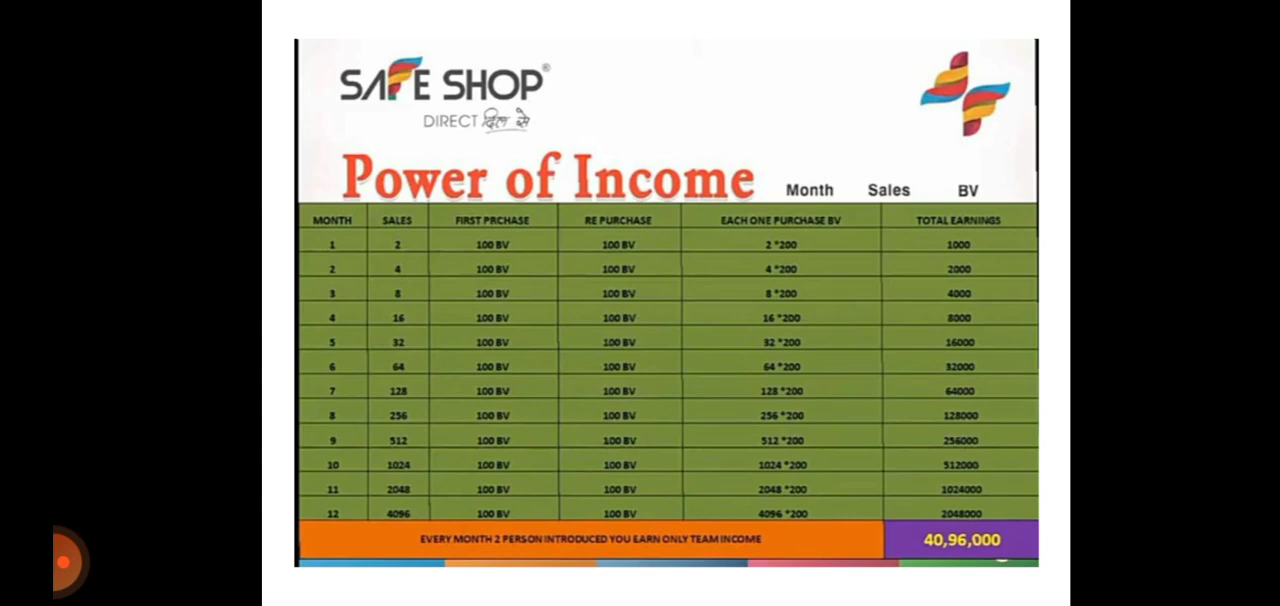 SAFE SHOP®
DIRECT दिल से
Power of Income Month Sales BV
MONTH SALES FIRST PRCHASE RE PURCHASE EACH ONE PURCHASE BV TOTAL EARNINGS
1 2 100 BV 100 BV 2 *200 1000
2 4 100 BV 100 BV 4 *200 2000
3 8 100 BV 100 BV 8 *200 4000
4 16 100 BV 100 BV 16 *200 8000
5 32 100 BV 100 BV 32 *200 16000
6 64 100 BV 100 BV 64 *200 32000
7 128 100 BV 100 BV 128 *200 64000
8 256 100 BV 100 BV 256 *200 128000
9 512 100 BV 100 BV 512 *200 256000
10 1024 100 BV 100 BV 1024 *200 512000
11 2048 100 BV 100 BV 2048 *200 1024000
12 4096 100 BV 100 BV 4096 *200 2048000
EVERY MONTH 2 PERSON INTRODUCED YOU EARN ONLY TEAM INCOME 40,96,000